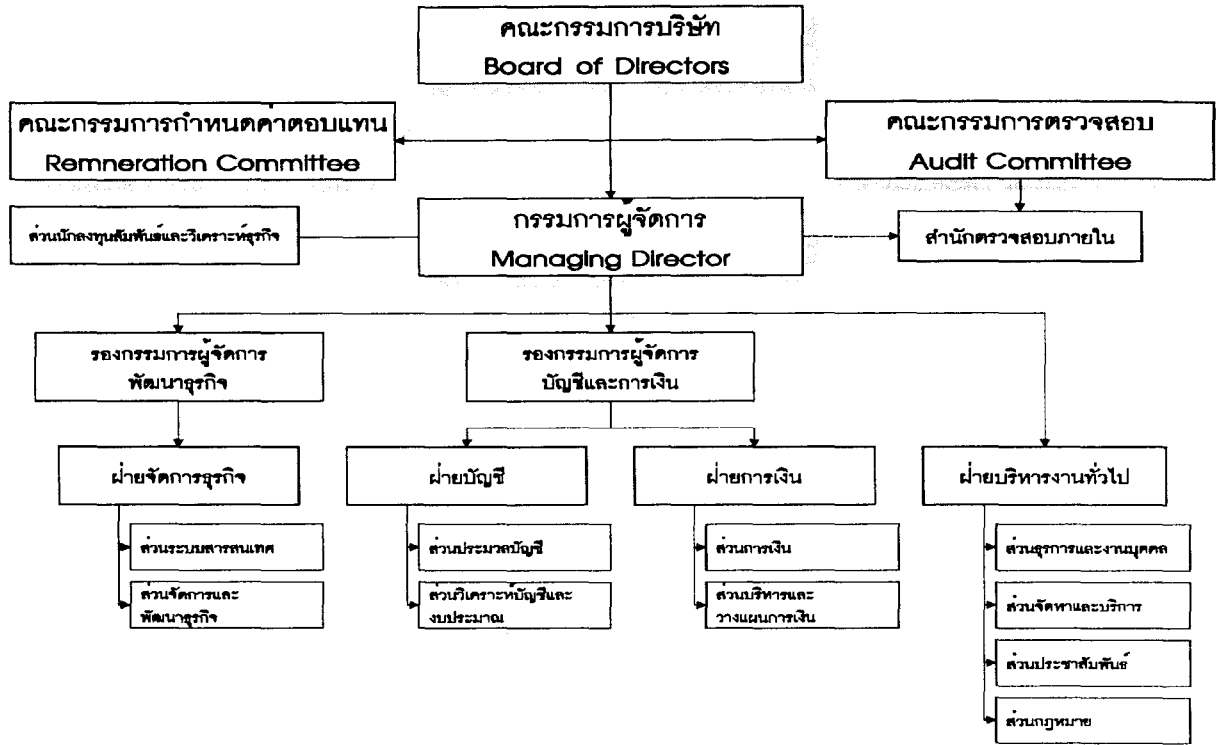 คณะกรรมการบริษัท
Board of Directors
คณะกรรมการกำหนดค่าตอบแทน
Remneration Committee
คณะกรรมการตรวจสอบ
Audit Committee
ส่วนนักลงทุนสัมพันธ์และวิเคราะห์ธุรกิจ
กรรมการผู้จัดการ
Managing Director
สำนักตรวจสอบภายใน
รองกรรมการผู้จัดการ
พัฒนาธุรกิจ
รองกรรมการผู้จัดการ
บัญชีและการเงิน
ฝ่ายจัดการธุรกิจ
ฝ่ายบัญชี
ฝ่ายการเงิน
ฝ่ายบริหารงานทั่วไป
ส่วนระบบสารสนเทศ
ส่วนจัดการและ
พัฒนาธุรกิจ
ส่วนประมวลบัญชี
ส่วนวิเคราะห์บัญชีและ
งบประมาณ
ส่วนการเงิน
ส่วนบริหารและ
วางแผนการเงิน
ส่วนธุรการและงานบุคคล
ส่วนจัดหาและบริการ
ส่วนประชาสัมพันธ์
ส่วนกฎหมาย